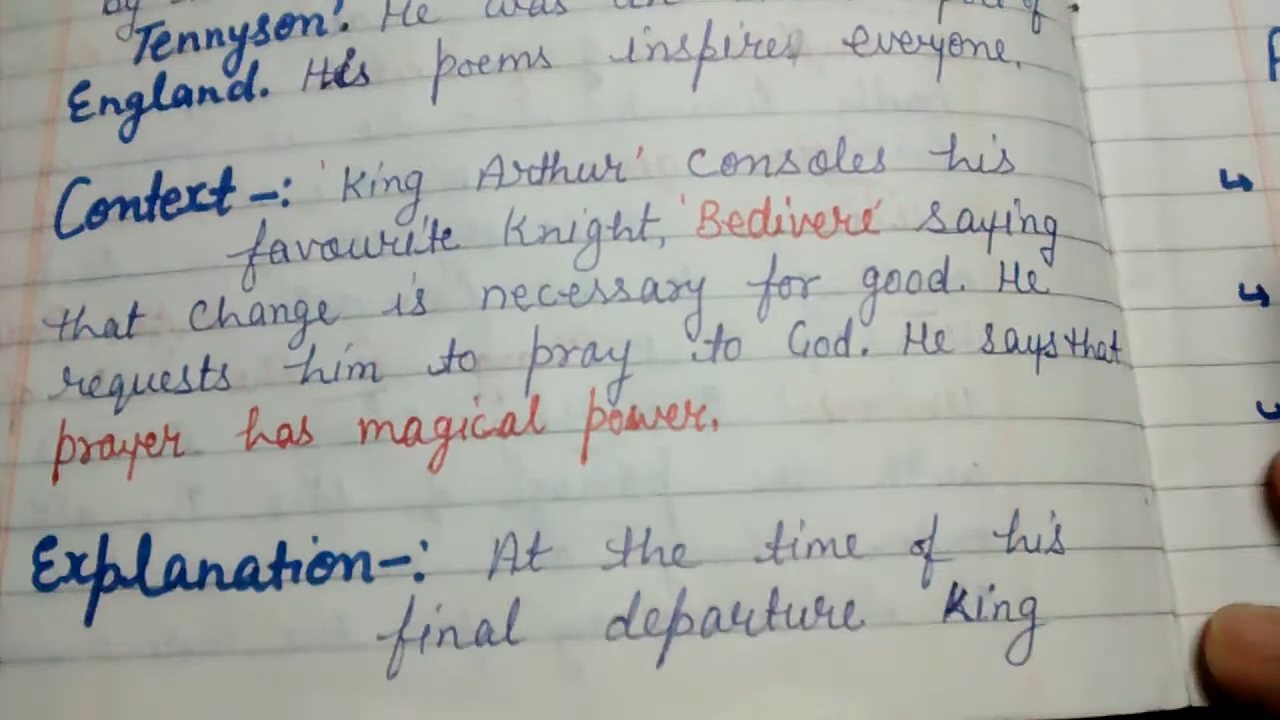 by
Tennyson'. He was of
England. His poems inspires everyone.
Context -: 'King Arthur' consoles his
favourite Knight, 'Bedivere' saying
that change is necessary for good. He
requests him to pray to God. He says that
prayer has magical power.
Explanation -: At the time of his
final departure King